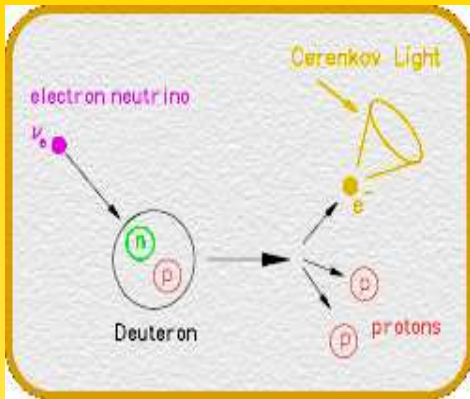 Cerenkov Light
electron neutrino
νe
e-
n
p
p
Deuteron
protons
p